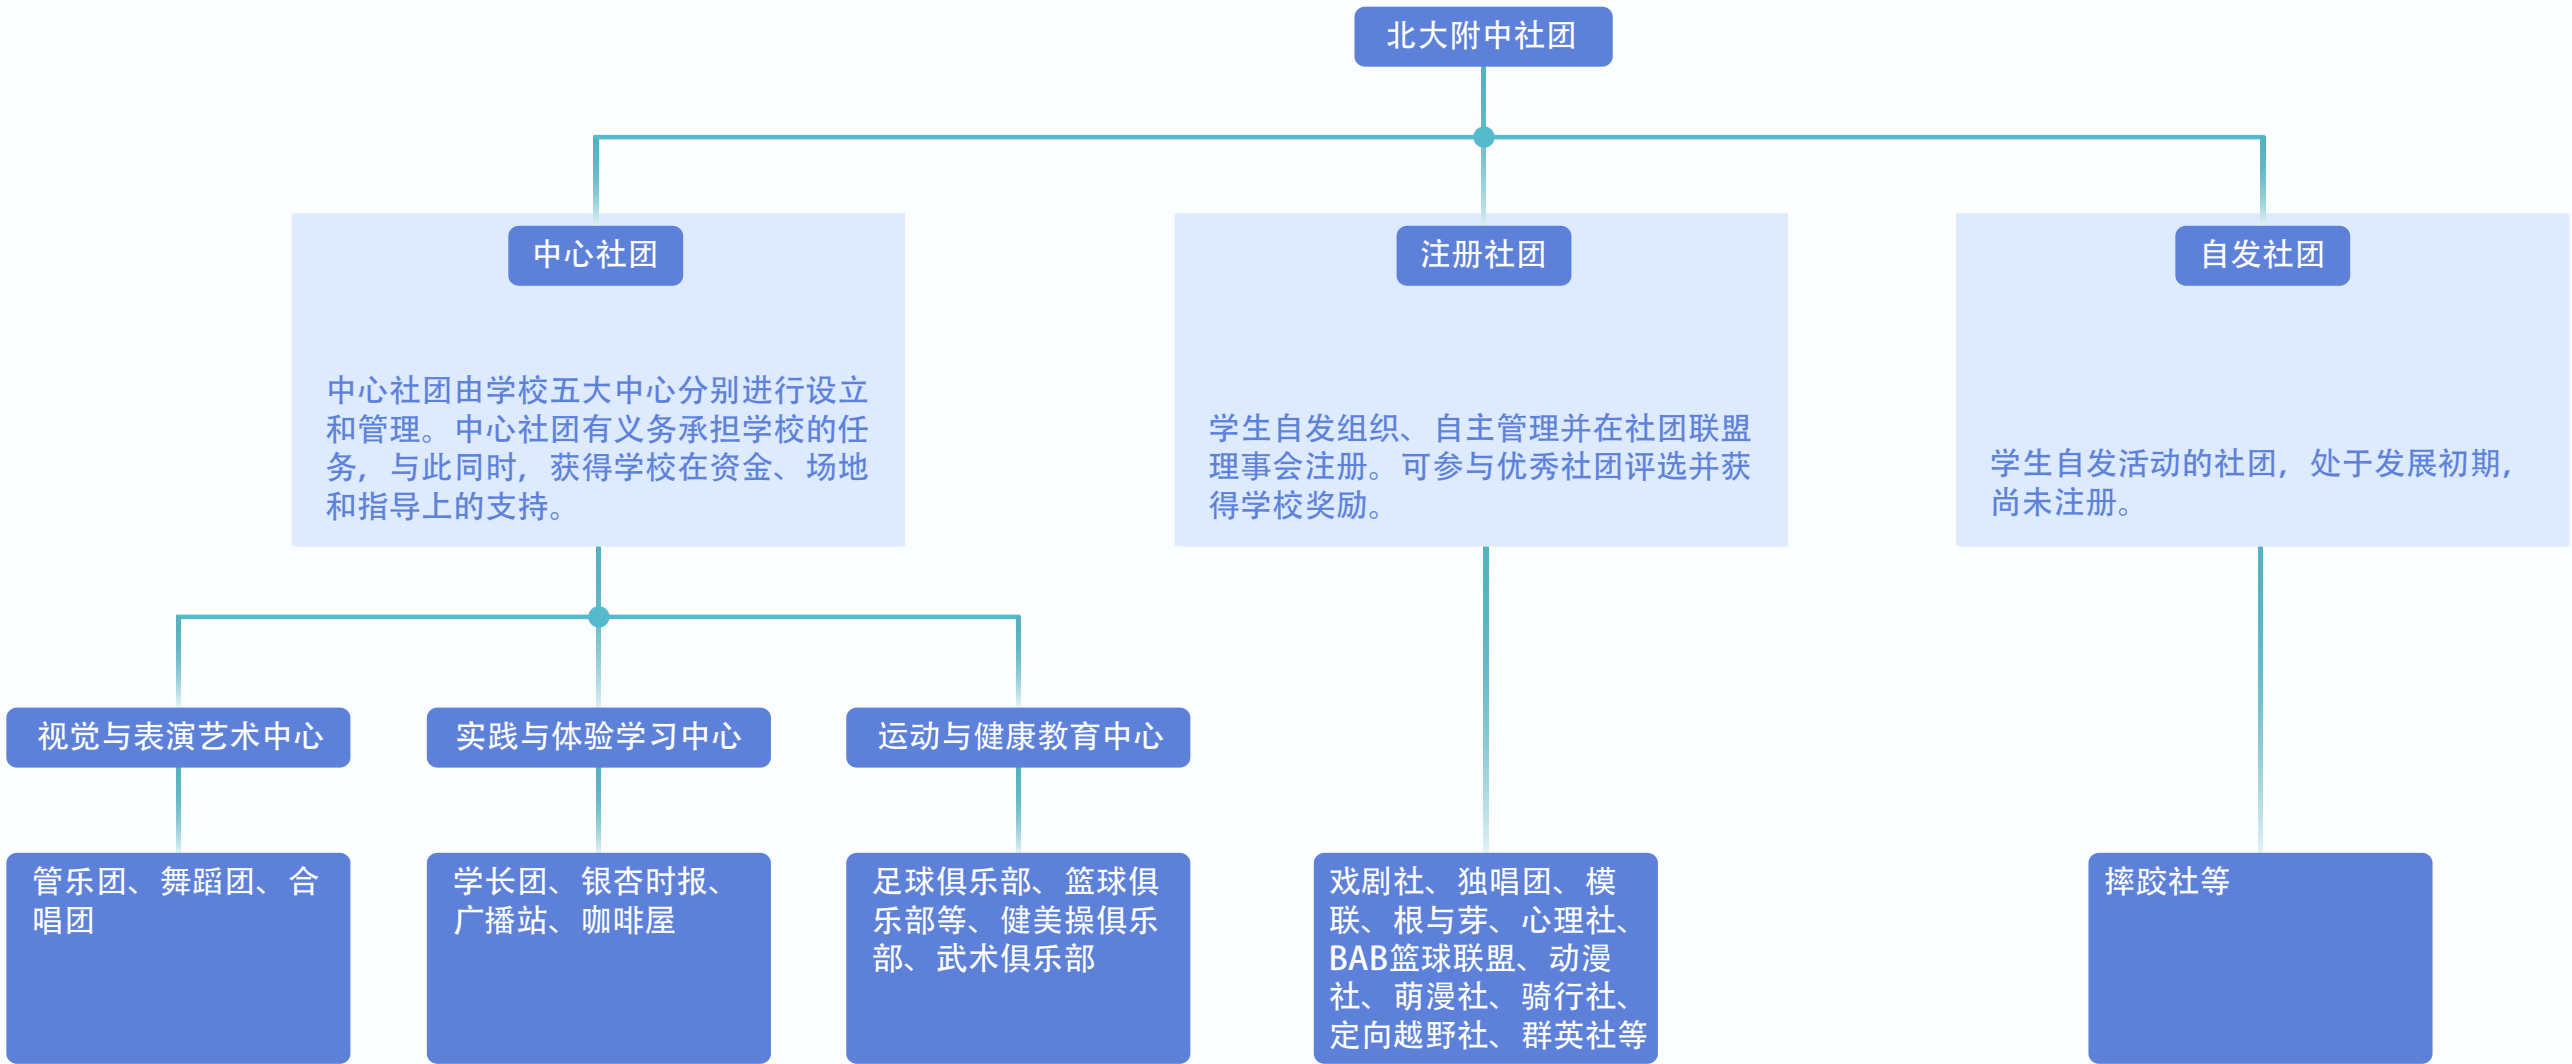 北大附中社团
中心社团
注册社团
自发社团
中心社团由学校五大中心分别进行设立
和管理。中心社团有义务承担学校的任
务，与此同时，获得学校在资金、场地
和指导上的支持。
学生自发组织、自主管理并在社团联盟
理事会注册。可参与优秀社团评选并获
得学校奖励。
学生自发活动的社团，处于发展初期，
尚未注册。
视觉与表演艺术中心
实践与体验学习中心
运动与健康教育中心
管乐团、舞蹈团、合
唱团
学长团、银杏时报、
广播站、咖啡屋
足球俱乐部、篮球俱
乐部等、健美操俱乐
部、武术俱乐部
戏剧社、独唱团、模
联、根与芽、心理社、
BAB篮球联盟、动漫
社、萌漫社、骑行社、
定向越野社、群英社等
摔跤社等